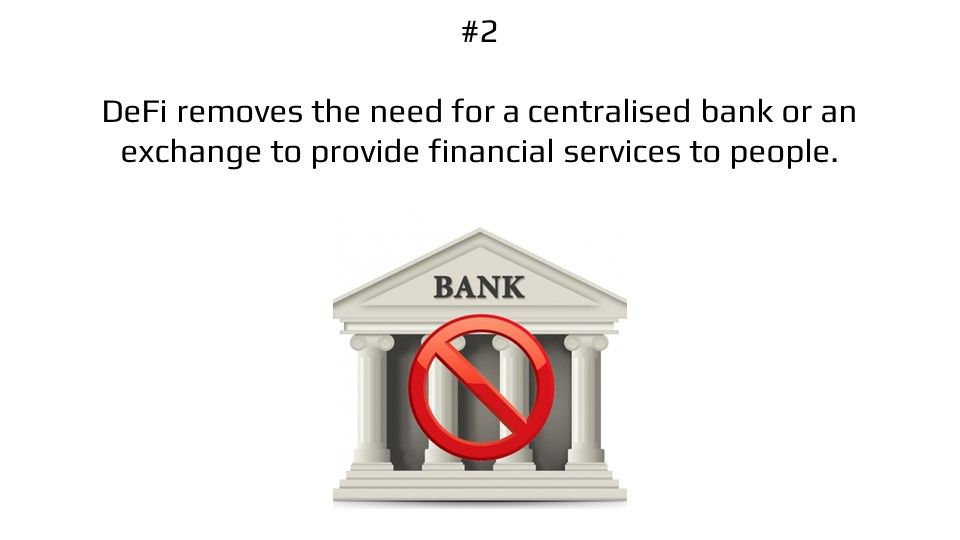 #2
DeFi removes the need for a centralised bank or an
exchange to provide financial services to people.
BANK